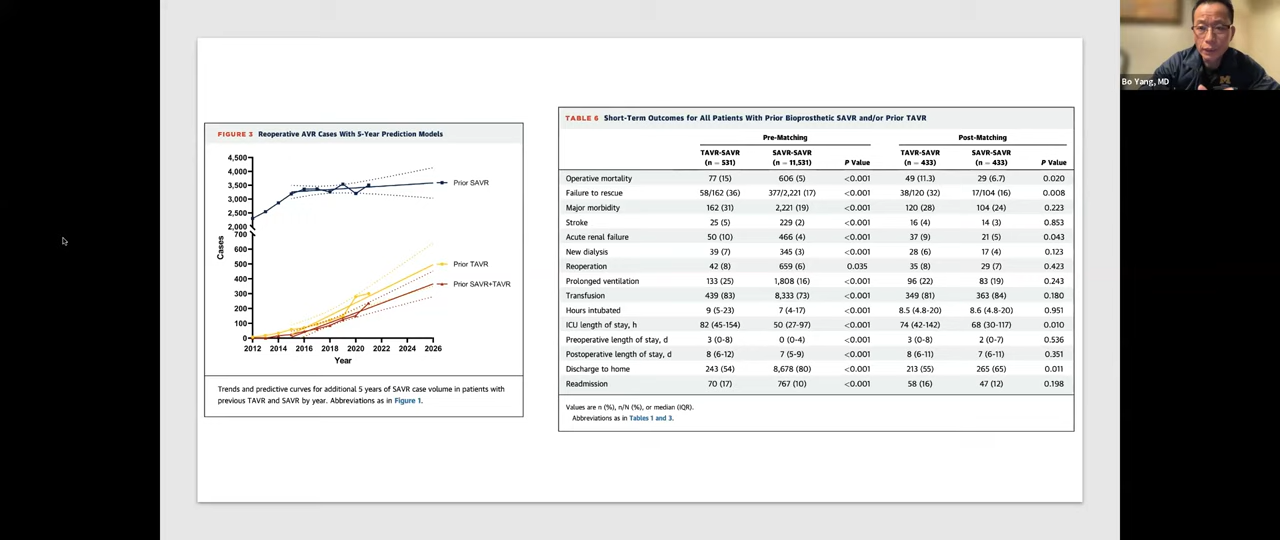 Bo Yang, MD
FIGURE 3 Reoperative AVR Cases With 5-Year Prediction Models
4,500
4,000
3,500
3,000
2,500
2,000
700
600
500
400
300
200
100
0
Cases
2012 2014 2016 2018 2020 2022 2024 2026
Year
Prior SAVR
Prior TAVR
Prior SAVR+TAVR
Trends and predictive curves for additional 5 years of SAVR case volume in patients with
previous TAVR and SAVR by year. Abbreviations as in Figure 1.
TABLE 6 Short-Term Outcomes for All Patients With Prior Bioprosthetic SAVR and/or Prior TAVR
Pre-Matching Post-Matching
TAVR-SAVR SAVR-SAVR TAVR-SAVR SAVR-SAVR
(n = 531) (n = 11,531) P Value (n = 433) (n = 433) P Value
Operative mortality 77 (15) 606 (5) <0.001 49 (11.3) 29 (6.7) 0.020
Failure to rescue 58/162 (36) 377/2,221 (17) <0.001 38/120 (32) 17/104 (16) 0.008
Major morbidity 162 (31) 2,221 (19) <0.001 120 (28) 104 (24) 0.223
Stroke 25 (5) 229 (2) <0.001 16 (4) 14 (3) 0.853
Acute renal failure 50 (10) 466 (4) <0.001 37 (9) 21 (5) 0.043
New dialysis 39 (7) 345 (3) <0.001 28 (6) 17 (4) 0.123
Reoperation 42 (8) 659 (6) 0.035 35 (8) 29 (7) 0.423
Prolonged ventilation 133 (25) 1,808 (16) <0.001 96 (22) 83 (19) 0.243
Transfusion 439 (83) 8,333 (73) <0.001 349 (81) 363 (84) 0.180
Hours intubated 9 (5-23) 7 (4-17) <0.001 8.5 (4.8-20) 8.6 (4.8-20) 0.951
ICU length of stay, h 82 (45-154) 50 (27-97) <0.001 74 (42-142) 68 (30-117) 0.010
Preoperative length of stay, d 3 (0-8) 0 (0-4) <0.001 3 (0-8) 2 (0-7) 0.536
Postoperative length of stay, d 8 (6-12) 7 (5-9) <0.001 8 (6-11) 7 (6-11) 0.351
Discharge to home 243 (54) 8,678 (80) <0.001 213 (55) 265 (65) 0.011
Readmission 70 (17) 767 (10) <0.001 58 (16) 47 (12) 0.198
Values are n (%), n/N (%), or median (IQR).
Abbreviations as in Tables 1 and 3.